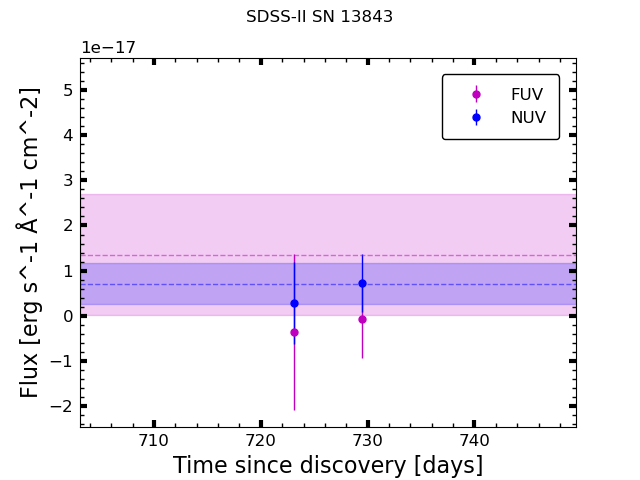 SDSS-II SN 13843
1e−17
FUV
NUV
5
4
3
2
1
0
−1
−2
Flux [erg s^-1 Å^-1 cm^-2]
710
720
730
740
Time since discovery [days]